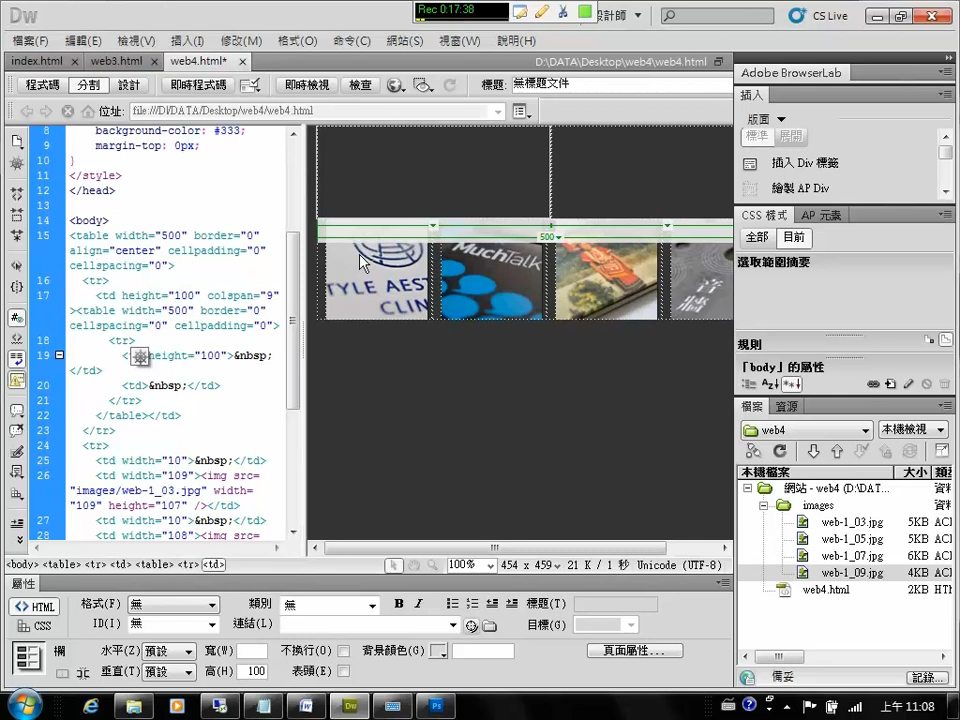 Dw
Rec 0:17:38
設計師
CS Live
檔案(F)
編輯(E)
檢視(V)
插入(I)
修改(M)
格式(O)
命令(C)
網站(S)
視窗(W)
說明(H)
index.html
web3.html
web4.html*
D:\DATA\Desktop\web4\web4.html
程式碼
分割
設計
即時程式碼
即時檢視
檢查
標題:
無標題文件
位址:
file:///D|/DATA/Desktop/web4/web4.html
8 background-color: #333;
9 margin-top: 0px;
10 }
11 </style>
12 </head>
13
14 <body>
15 <table width="500" border="0"
align="center" cellpadding="0"
cellspacing="0">
16 <tr>
17 <td height="100" colspan="9"
><table width="500" border="0"
cellspacing="0" cellpadding="0">
18 <tr>
19 height="100">&nbsp;
</td>
20 <td>&nbsp;</td>
21 </tr>
22 </table></td>
23 </tr>
24 <tr>
25 <td width="10">&nbsp;</td>
26 <td width="109"><img src=
"images/web-1_03.jpg" width=
"109" height="107" /></td>
27 <td width="10">&nbsp;</td>
28 <td width="108"><img src=
500
TYLE AEST
CLIN
MuchTalk
音
牆
<body> <table> <tr> <td> <table> <tr> <td>
100%
454 x 459
21 K / 1 秒
Unicode (UTF-8)
屬性
HTML
CSS
格式(F)
無
類別
無
B
I
標題(T)
ID(I)
無
連結(L)
目標(G)
欄
水平(Z)
預設
寬(W)
不換行(O)
背景顏色(G)
頁面屬性...
垂直(T)
預設
高(H)
100
表頭(E)
Adobe BrowserLab
插入
版面
標準
展開
插入 Div 標籤
繪製 AP Div
CSS 樣式
AP 元素
全部
目前
選取範圍摘要
規則
「body」的屬性
檔案
資源
web4
本機檢視
本機檔案
大小
類
網站 - web4 (D:\DAT...
資料
images
資料
web-1_03.jpg
5KB
ACI
web-1_05.jpg
5KB
ACI
web-1_07.jpg
6KB
ACI
web-1_09.jpg
4KB
ACI
web4.html
2KB
HTM
備妥
記錄...
上午 11:08